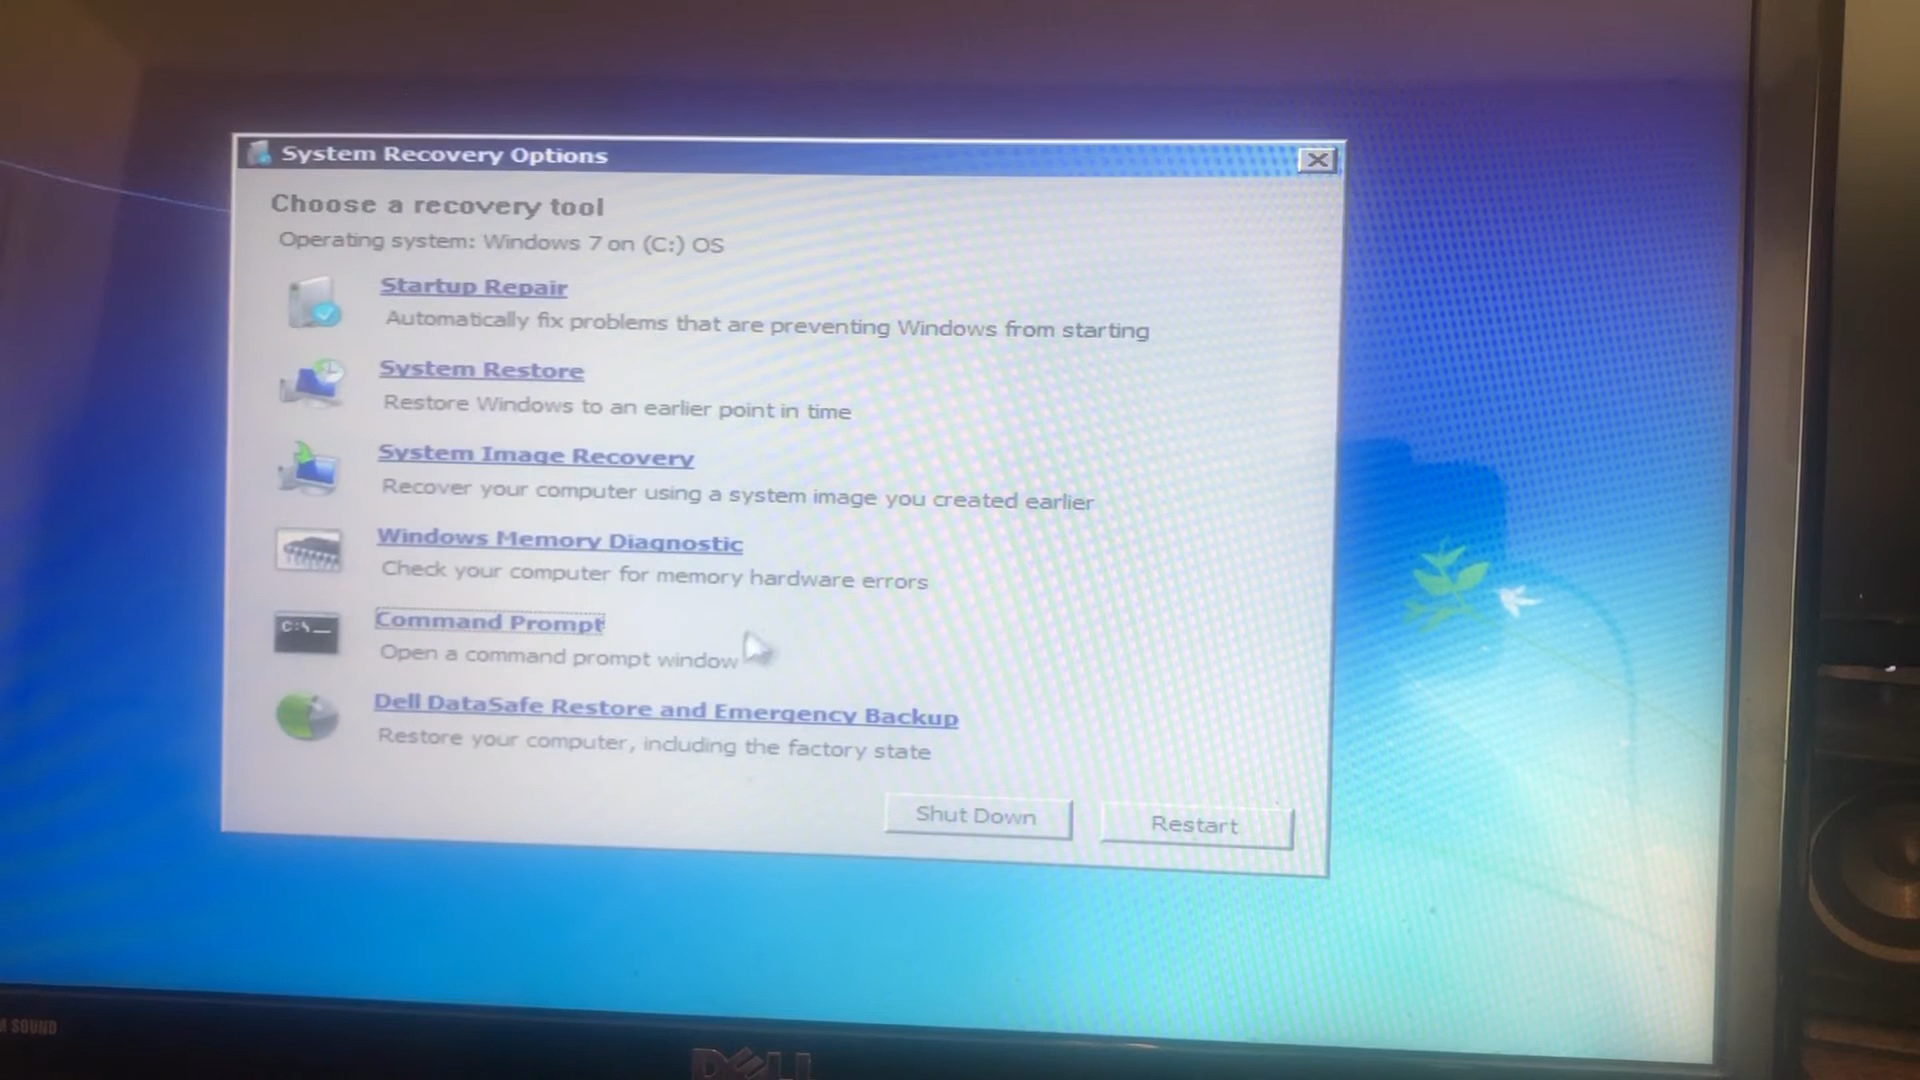 System Recovery Options
Choose a recovery tool
Operating system: Windows 7 on (C:) OS
Startup Repair
Automatically fix problems that are preventing Windows from starting
System Restore
Restore Windows to an earlier point in time
System Image Recovery
Recover your computer using a system image you created earlier
Windows Memory Diagnostic
Check your computer for memory hardware errors
C:\_
Command Prompt
Open a command prompt window
Dell DataSafe Restore and Emergency Backup
Restore your computer, including the factory state
Shut Down
Restart
SOUND
DELL